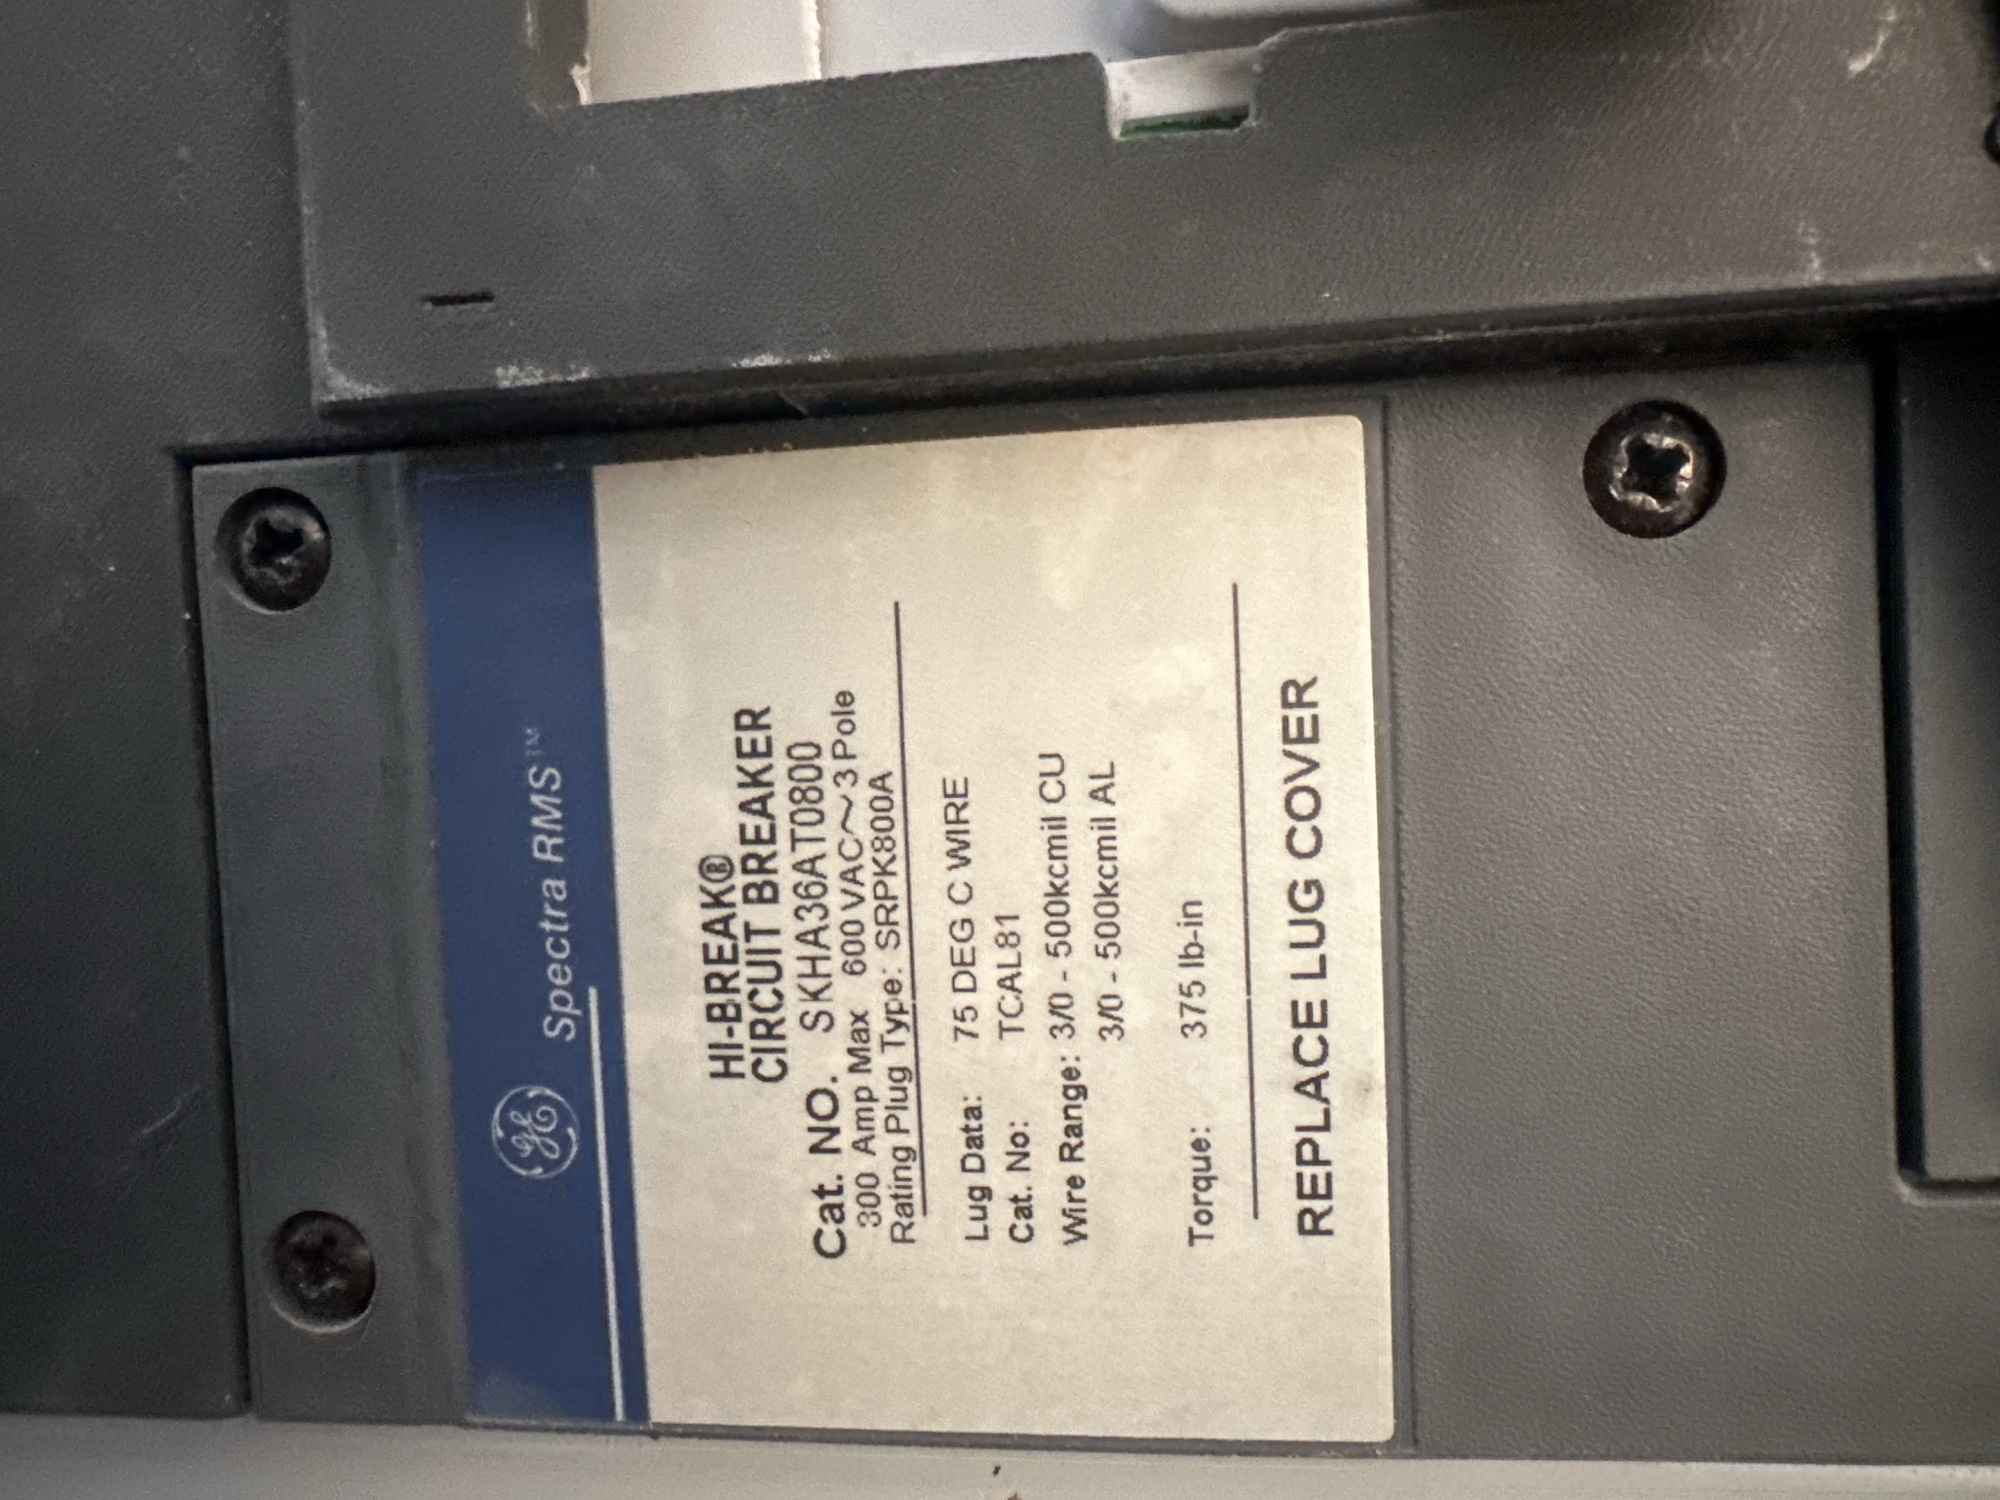 GE
Spectra RMS™
HI-BREAK®
CIRCUIT BREAKER
Cat. NO. SKHA36AT0800
300 Amp Max 600 VAC~3 Pole
Rating Plug Type: SRPK800A
Lug Data: 75 DEG C WIRE
Cat. No: TCAL81
Wire Range: 3/0 - 500kcmil CU
3/0 - 500kcmil AL
Torque: 375 lb-in
REPLACE LUG COVER